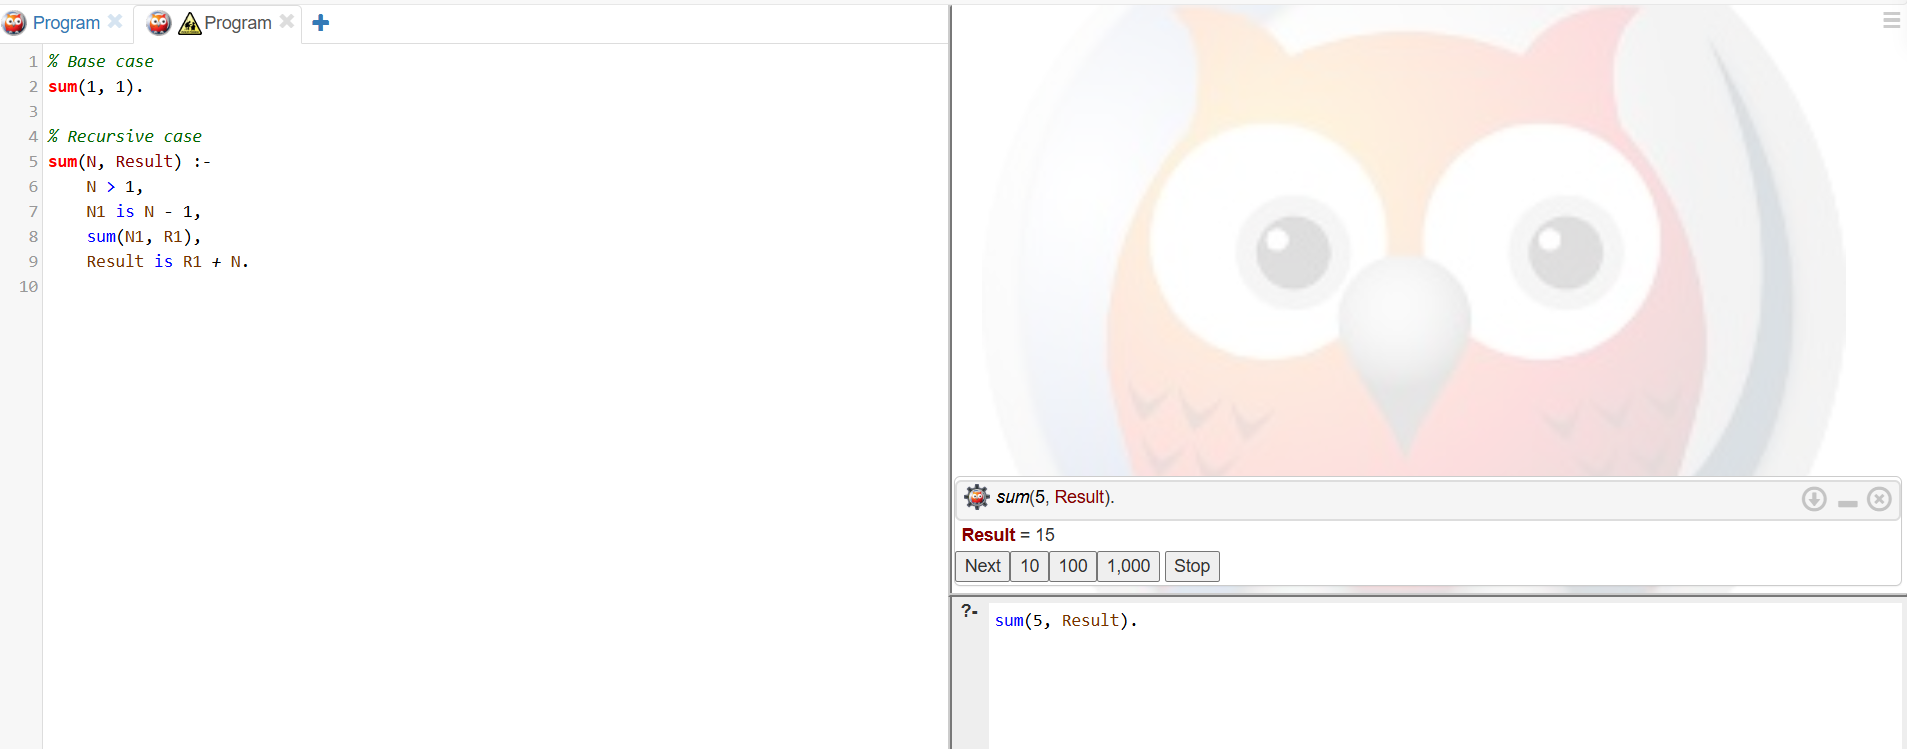 Program Program
1 % Base case
2 sum(1, 1).
3
4 % Recursive case
5 sum(N, Result) :-
6 N > 1,
7 N1 is N - 1,
8 sum(N1, R1),
9 Result is R1 + N.
10
sum(5, Result).
Result = 15
Next 10 100 1,000 Stop
?- sum(5, Result).